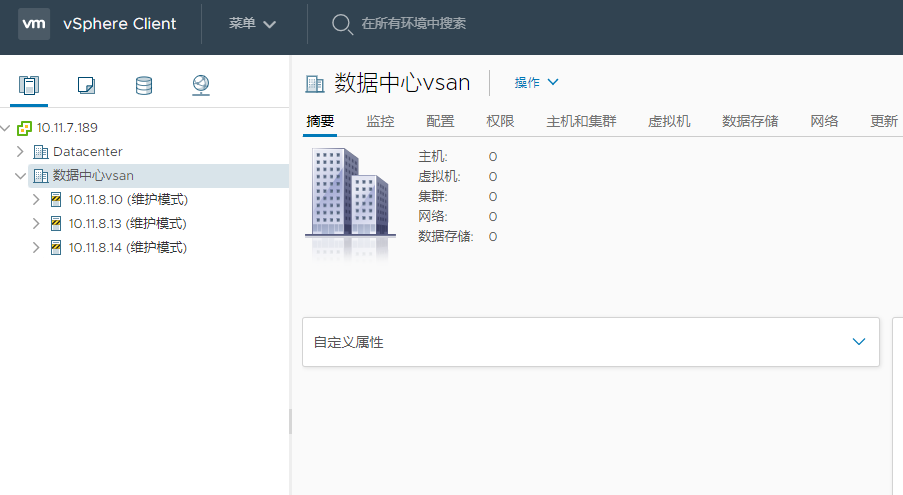 vm vSphere Client 菜单 在所有环境中搜索
10.11.7.189
Datacenter
数据中心vsan
10.11.8.10 (维护模式)
10.11.8.13 (维护模式)
10.11.8.14 (维护模式)
数据中心vsan 操作
摘要 监控 配置 权限 主机和集群 虚拟机 数据存储 网络 更新
主机: 0
虚拟机: 0
集群: 0
网络: 0
数据存储: 0
自定义属性